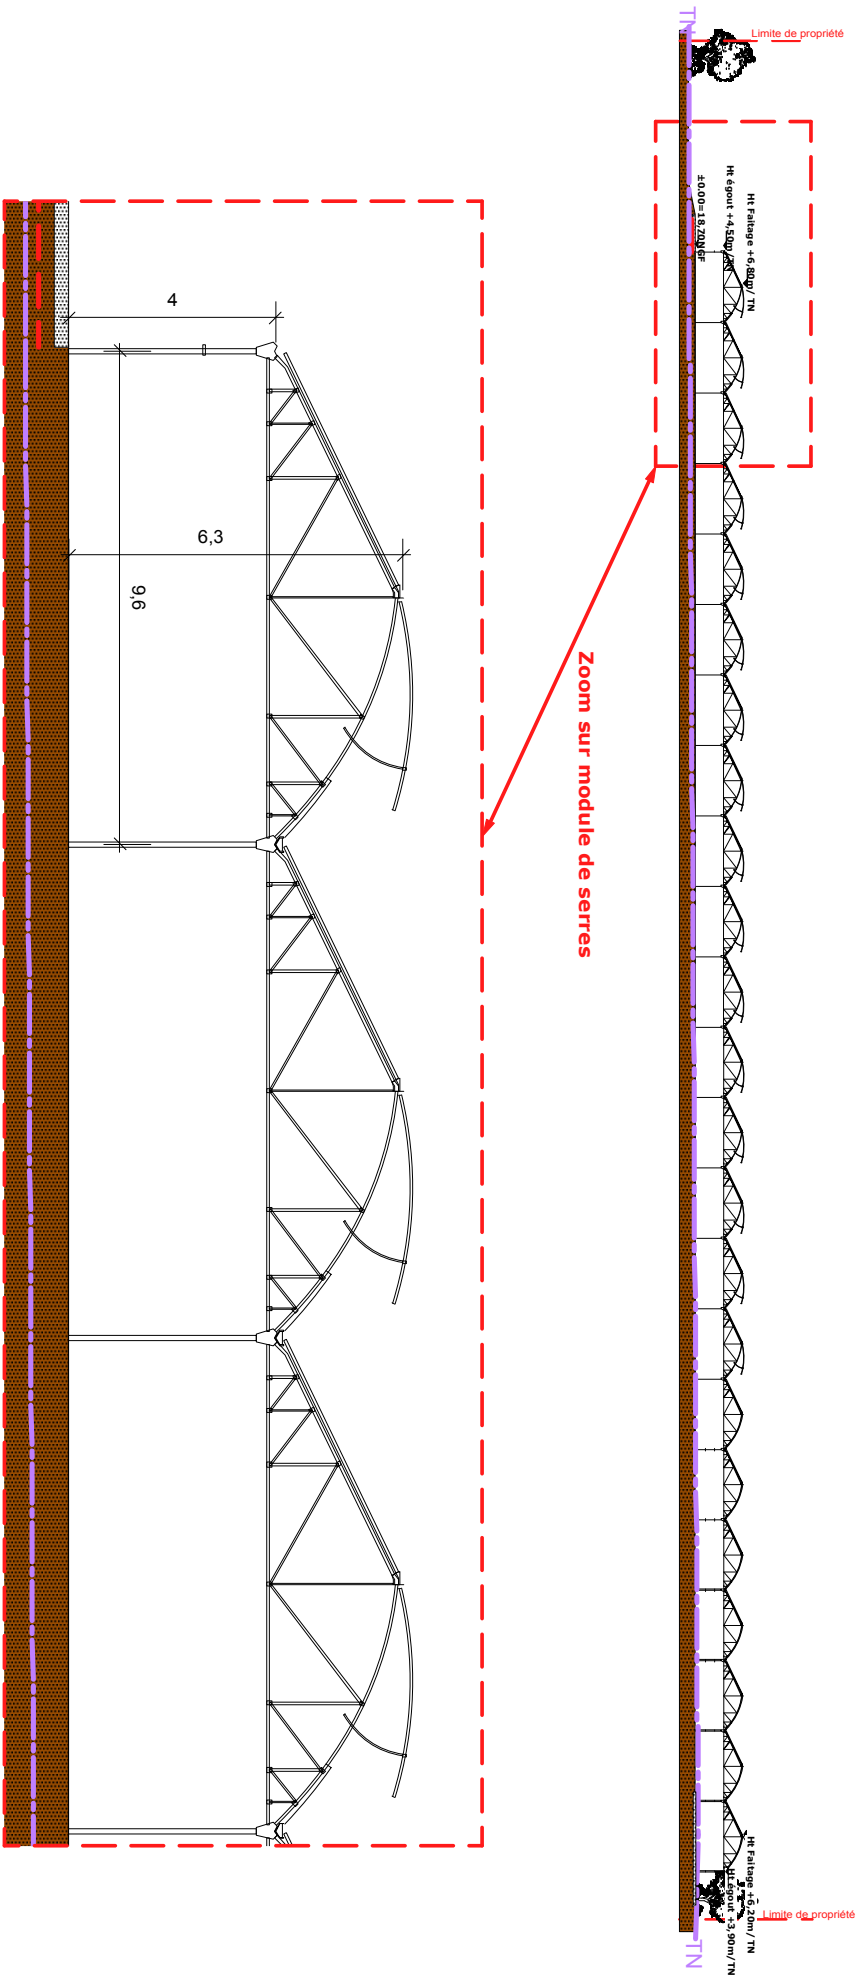 TN
Limite de propriété
Ht Faitage +6,80m/ TN
Ht égout +4,50m/ TN
±0.00=18,70NGF
4
6,3
9,6
Zoom sur module de serres
Ht Faitage +6,20m/ TN
Ht égout +3,90m/TN
Limite de propriété
TN